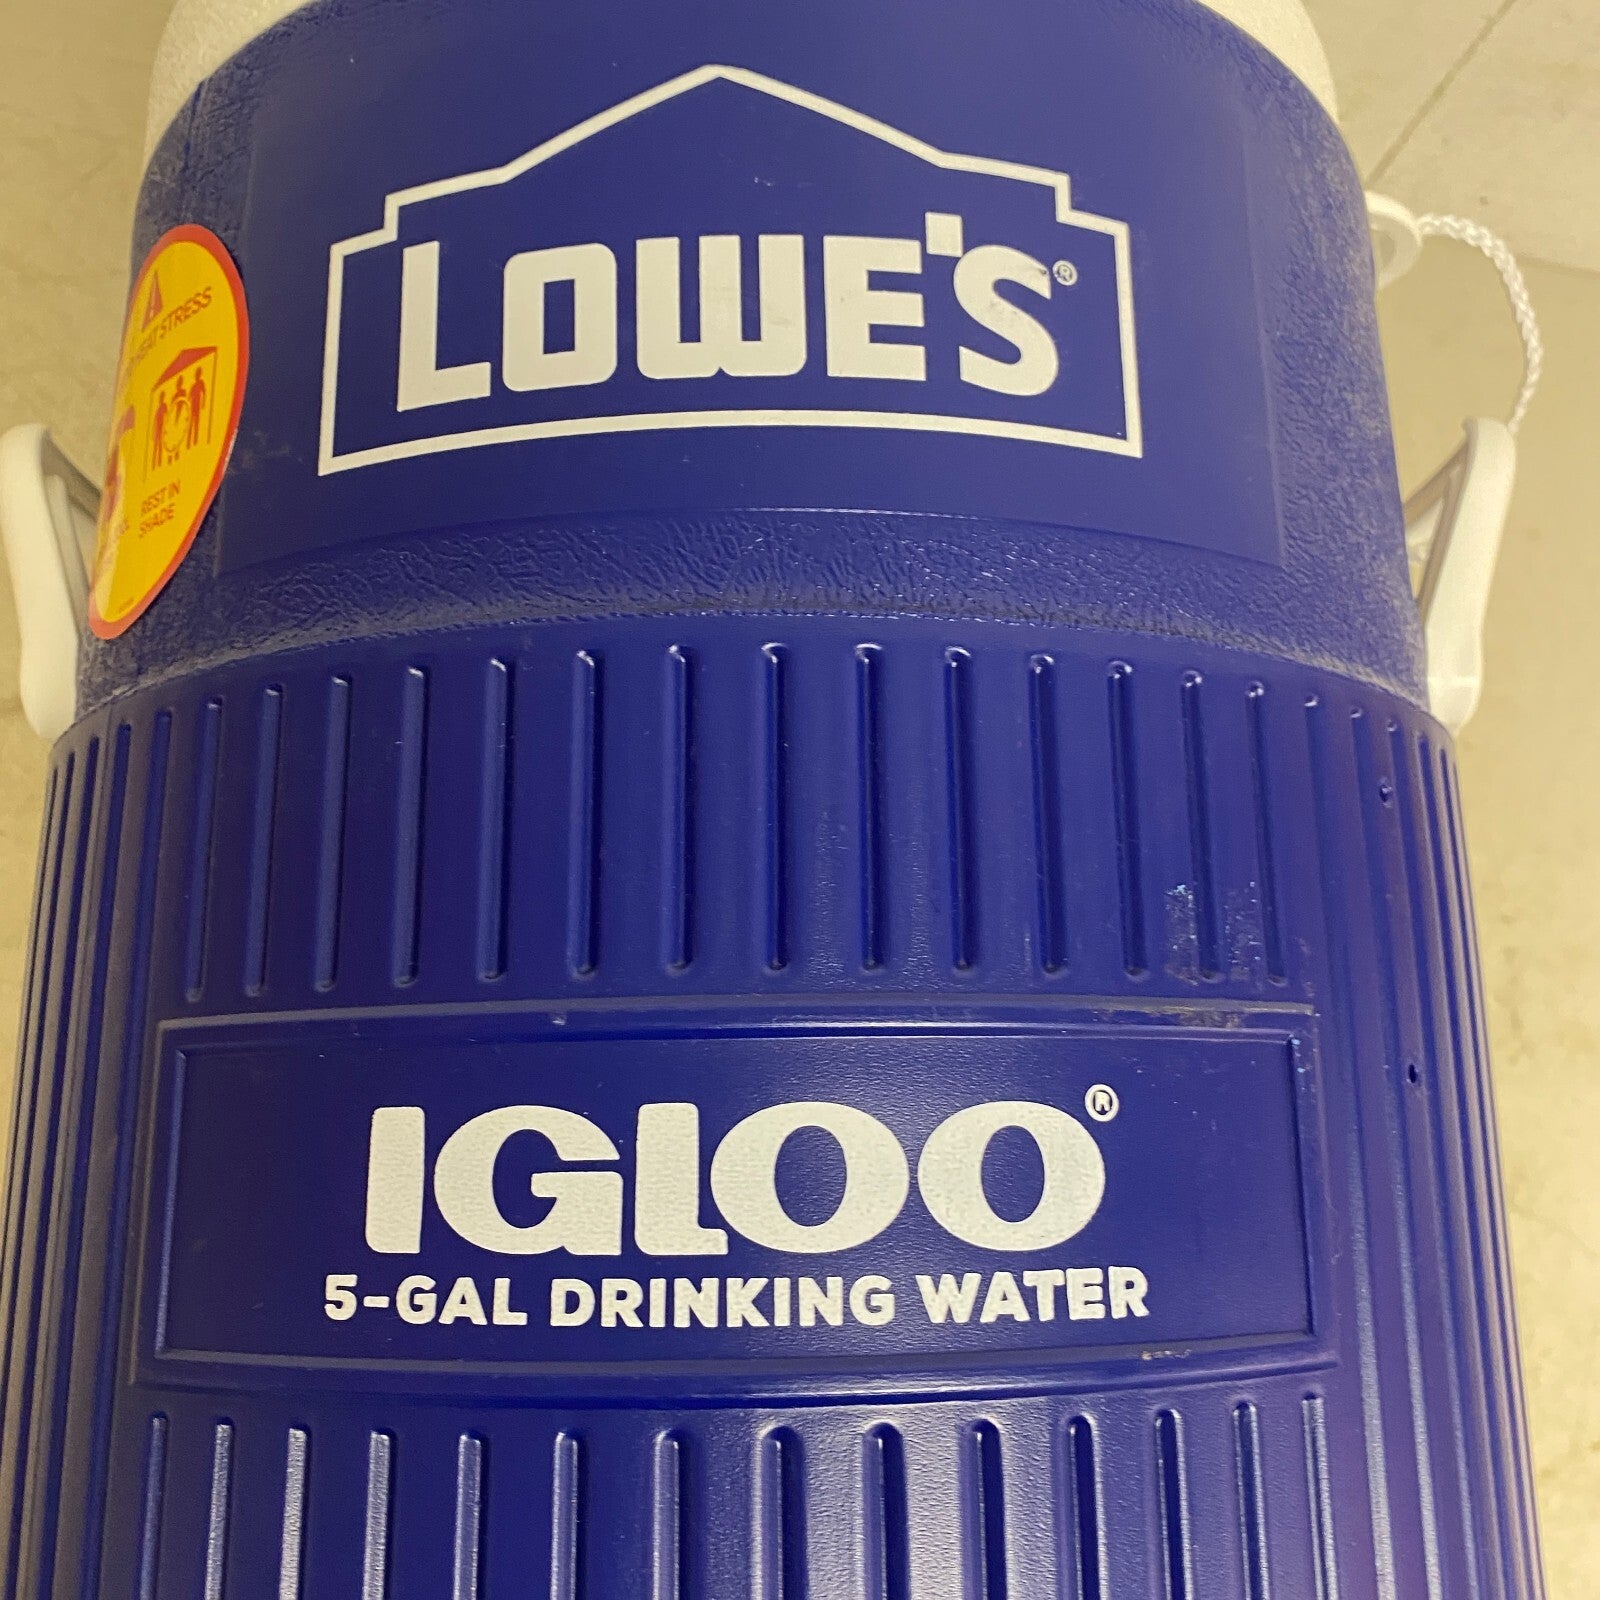 LOWE'S®
HEAT STRESS
REST IN
SHADE
IGLOO®
5-GAL DRINKING WATER